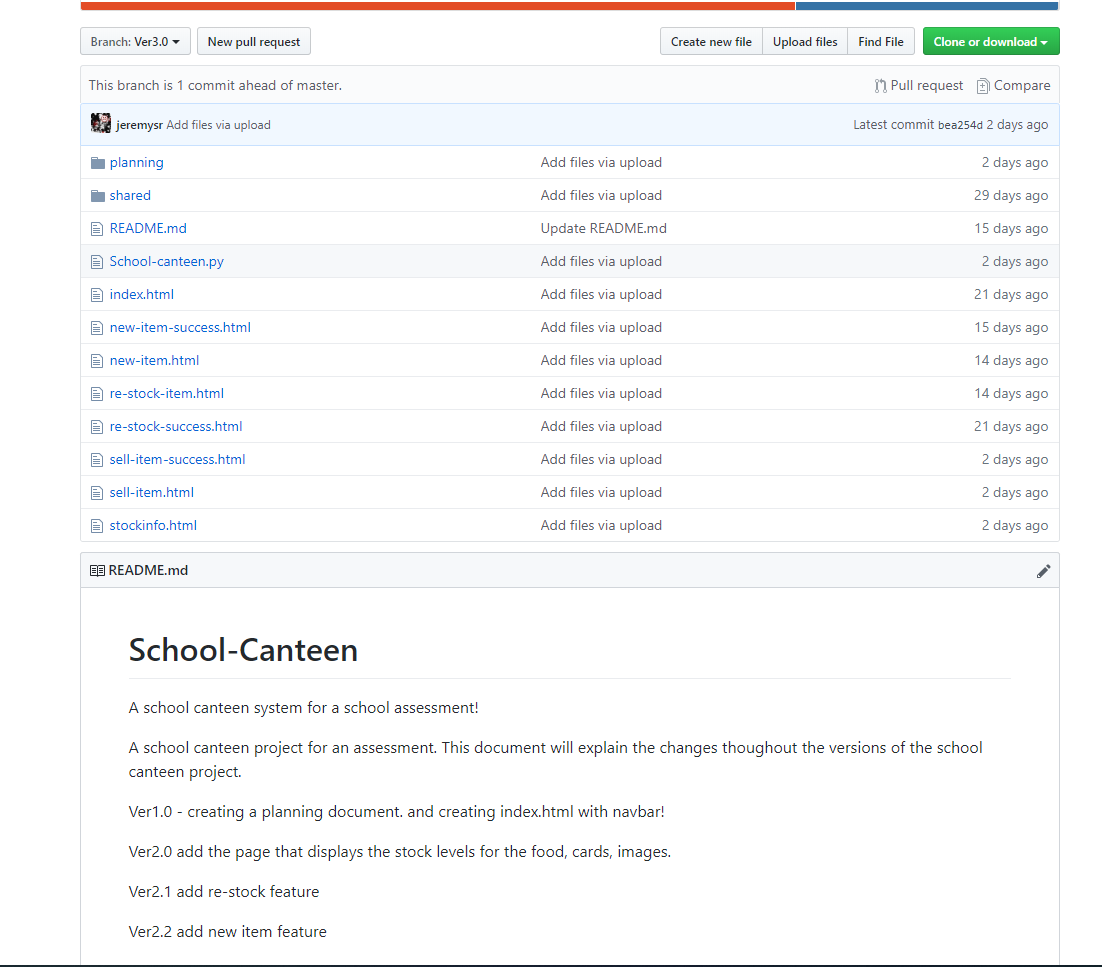 Branch: Ver3.0 New pull request Create new file Upload files Find File Clone or download
This branch is 1 commit ahead of master. Pull request Compare
jeremysr Add files via upload Latest commit bea254d 2 days ago
planning Add files via upload 2 days ago
shared Add files via upload 29 days ago
README.md Update README.md 15 days ago
School-canteen.py Add files via upload 2 days ago
index.html Add files via upload 21 days ago
new-item-success.html Add files via upload 15 days ago
new-item.html Add files via upload 14 days ago
re-stock-item.html Add files via upload 14 days ago
re-stock-success.html Add files via upload 21 days ago
sell-item-success.html Add files via upload 2 days ago
sell-item.html Add files via upload 2 days ago
stockinfo.html Add files via upload 2 days ago
README.md
School-Canteen
A school canteen system for a school assessment!
A school canteen project for an assessment. This document will explain the changes thoughout the versions of the school
canteen project.
Ver1.0 - creating a planning document. and creating index.html with navbar!
Ver2.0 add the page that displays the stock levels for the food, cards, images.
Ver2.1 add re-stock feature
Ver2.2 add new item feature